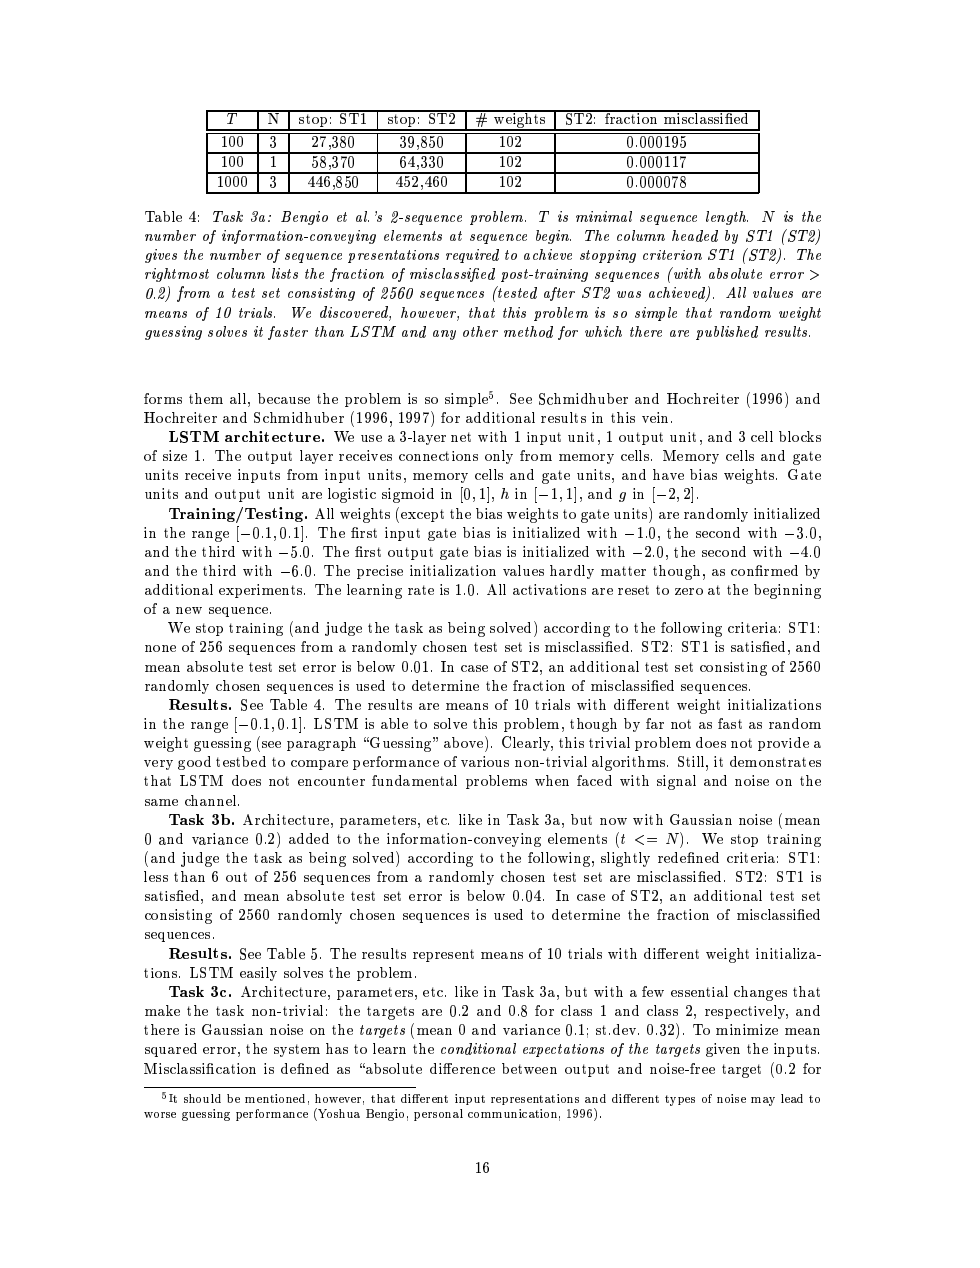 T N stop: ST1 stop: ST2 # weights ST2: fraction misclassified
100 3 27,380 39,850 102 0.000195
100 1 58,370 64,330 102 0.000117
1000 3 446,850 452,460 102 0.000078
Table 4: Task 3a: Bengio et al.'s 2-sequence problem. T is minimal sequence length. N is the
number of information-conveying elements at sequence begin. The column headed by ST1 (ST2)
gives the number of sequence presentations required to achieve stopping criterion ST1 (ST2). The
rightmost column lists the fraction of misclassified post-training sequences (with absolute error >
0.2) from a test set consisting of 2560 sequences (tested after ST2 was achieved). All values are
means of 10 trials. We discovered, however, that this problem is so simple that random weight
guessing solves it faster than LSTM and any other method for which there are published results.
forms them all, because the problem is so simple⁵. See Schmidhuber and Hochreiter (1996) and
Hochreiter and Schmidhuber (1996, 1997) for additional results in this vein.
LSTM architecture. We use a 3-layer net with 1 input unit, 1 output unit, and 3 cell blocks
of size 1. The output layer receives connections only from memory cells. Memory cells and gate
units receive inputs from input units, memory cells and gate units, and have bias weights. Gate
units and output unit are logistic sigmoid in [0, 1], h in [−1, 1], and g in [−2, 2].
Training/Testing. All weights (except the bias weights to gate units) are randomly initialized
in the range [−0.1, 0.1]. The first input gate bias is initialized with −1.0, the second with −3.0,
and the third with −5.0. The first output gate bias is initialized with −2.0, the second with −4.0
and the third with −6.0. The precise initialization values hardly matter though, as confirmed by
additional experiments. The learning rate is 1.0. All activations are reset to zero at the beginning
of a new sequence.
We stop training (and judge the task as being solved) according to the following criteria: ST1:
none of 256 sequences from a randomly chosen test set is misclassified. ST2: ST1 is satisfied, and
mean absolute test set error is below 0.01. In case of ST2, an additional test set consisting of 2560
randomly chosen sequences is used to determine the fraction of misclassified sequences.
Results. See Table 4. The results are means of 10 trials with different weight initializations
in the range [−0.1, 0.1]. LSTM is able to solve this problem, though by far not as fast as random
weight guessing (see paragraph “Guessing” above). Clearly, this trivial problem does not provide a
very good testbed to compare performance of various non-trivial algorithms. Still, it demonstrates
that LSTM does not encounter fundamental problems when faced with signal and noise on the
same channel.
Task 3b. Architecture, parameters, etc. like in Task 3a, but now with Gaussian noise (mean
0 and variance 0.2) added to the information-conveying elements (t <= N). We stop training
(and judge the task as being solved) according to the following, slightly redefined criteria: ST1:
less than 6 out of 256 sequences from a randomly chosen test set are misclassified. ST2: ST1 is
satisfied, and mean absolute test set error is below 0.04. In case of ST2, an additional test set
consisting of 2560 randomly chosen sequences is used to determine the fraction of misclassified
sequences.
Results. See Table 5. The results represent means of 10 trials with different weight initializa-
tions. LSTM easily solves the problem.
Task 3c. Architecture, parameters, etc. like in Task 3a, but with a few essential changes that
make the task non-trivial: the targets are 0.2 and 0.8 for class 1 and class 2, respectively, and
there is Gaussian noise on the targets (mean 0 and variance 0.1; st.dev. 0.32). To minimize mean
squared error, the system has to learn the conditional expectations of the targets given the inputs.
Misclassification is defined as “absolute difference between output and noise-free target (0.2 for
⁵It should be mentioned, however, that different input representations and different types of noise may lead to
worse guessing performance (Yoshua Bengio, personal communication, 1996).
16